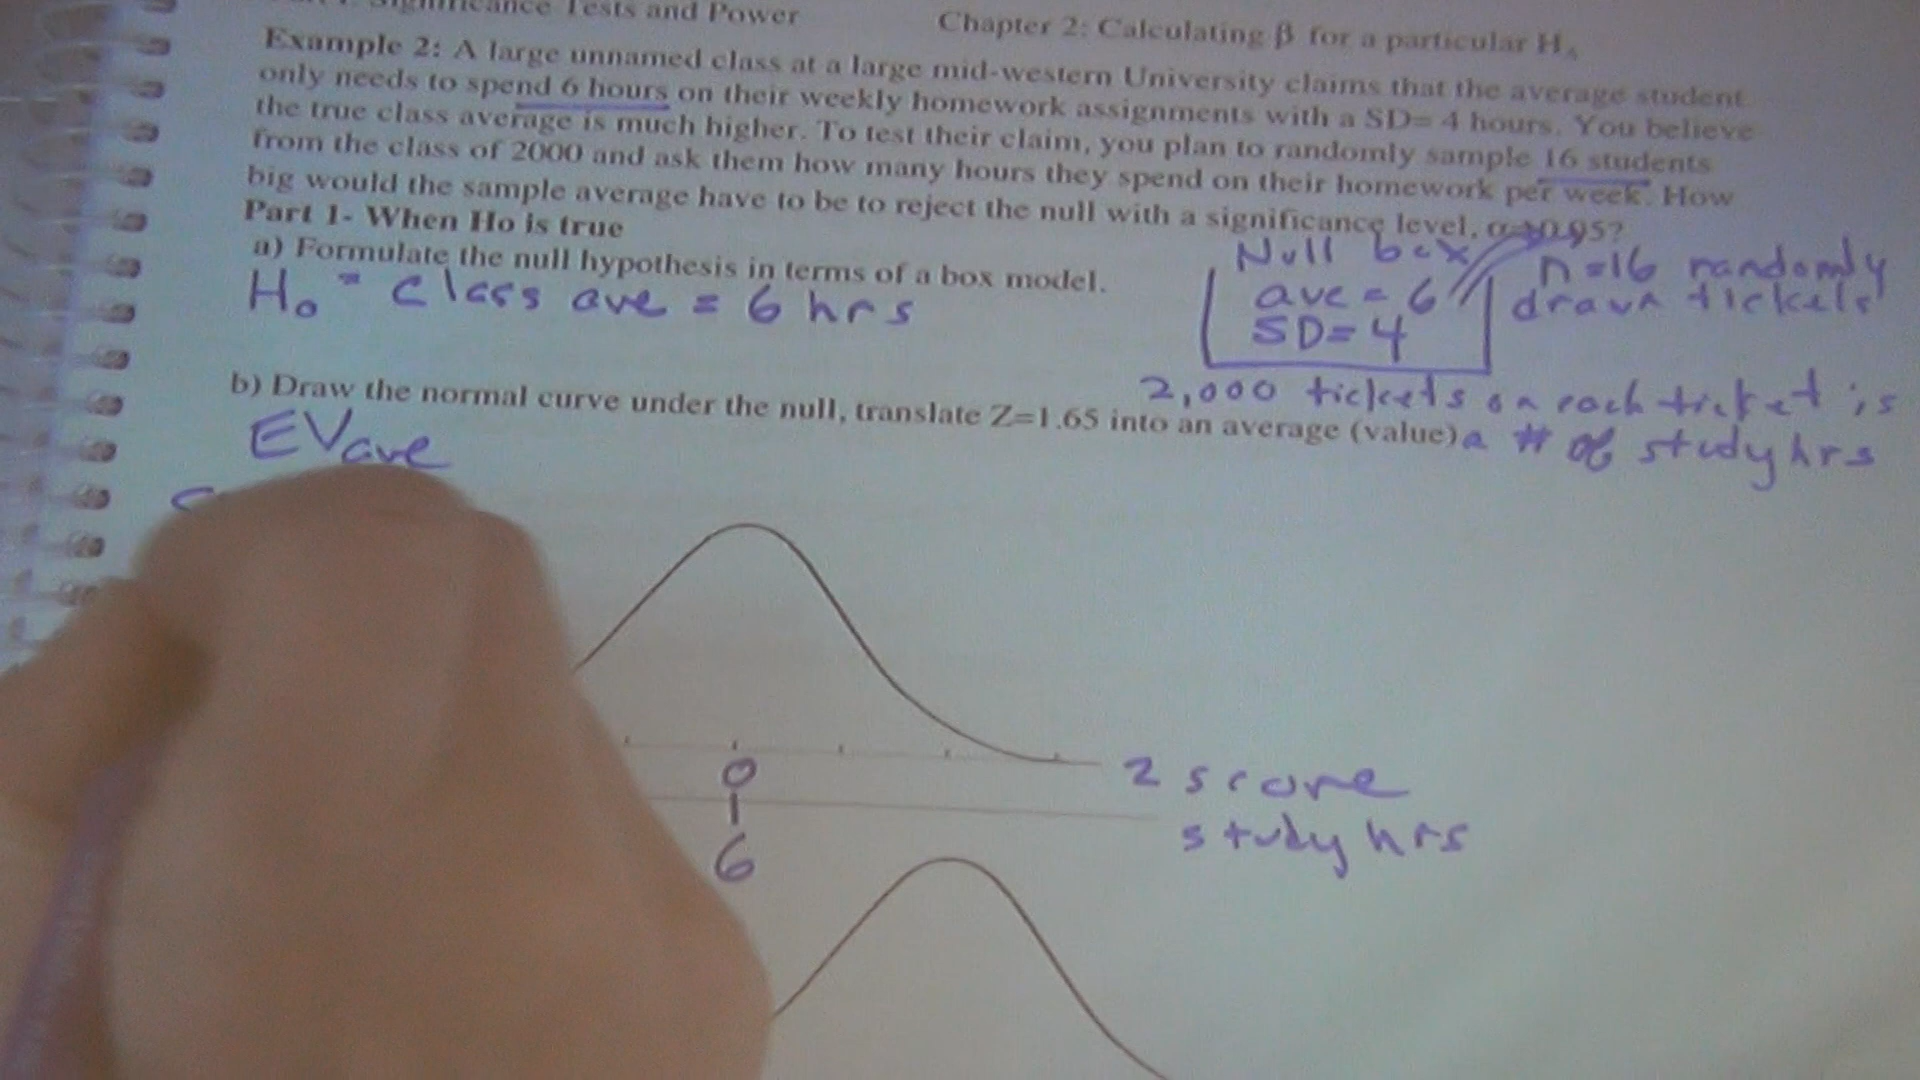 Significance Tests and Power
Chapter 2: Calculating β for a particular HA
Example 2: A large unnamed class at a large mid-western University claims that the average student
only needs to spend 6 hours on their weekly homework assignments with a SD= 4 hours. You believe
the true class average is much higher. To test their claim, you plan to randomly sample 16 students
from the class of 2000 and ask them how many hours they spend on their homework per week. How
big would the sample average have to be to reject the null with a significance level,
Part 1- When Ho is true
a) Formulate the null hypothesis in terms of a box model.
Ho = class ave = 6 hrs
Null box
ave = 6
SD=4
n=16 randomly
drawn tickets
2,000 tickets on each ticket is
a # of study hrs
b) Draw the normal curve under the null, translate Z=1.65 into an average (value)
EVave
0
6
z score
study hrs